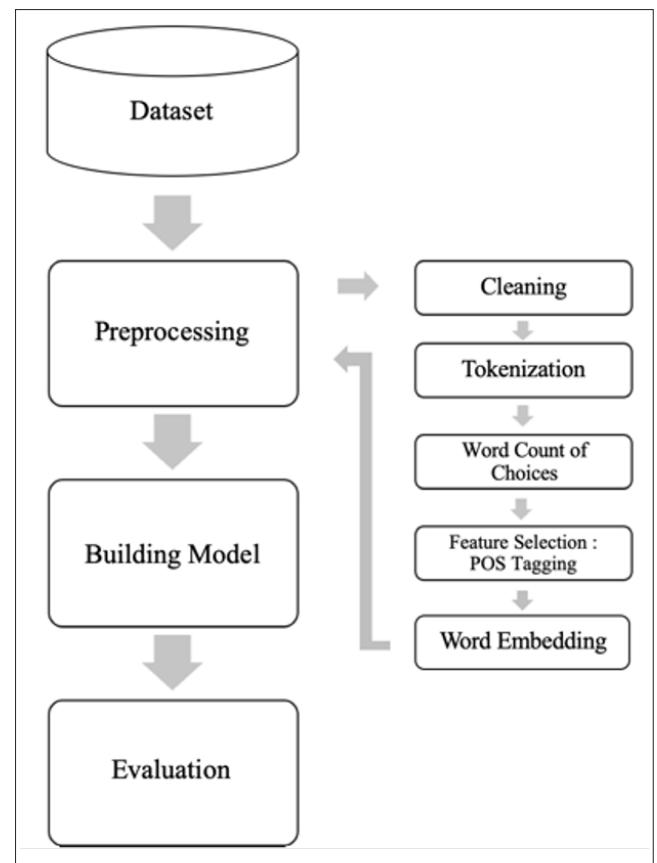 Dataset
Preprocessing
Building Model
Evaluation
Cleaning
Tokenization
Word Count of
Choices
Feature Selection :
POS Tagging
Word Embedding